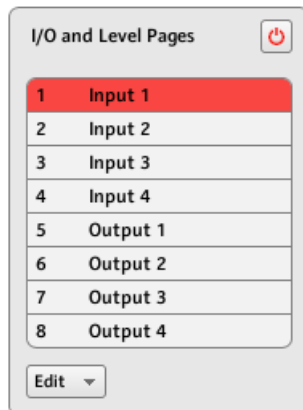 I/O and Level Pages
1 Input 1
2 Input 2
3 Input 3
4 Input 4
5 Output 1
6 Output 2
7 Output 3
8 Output 4
Edit